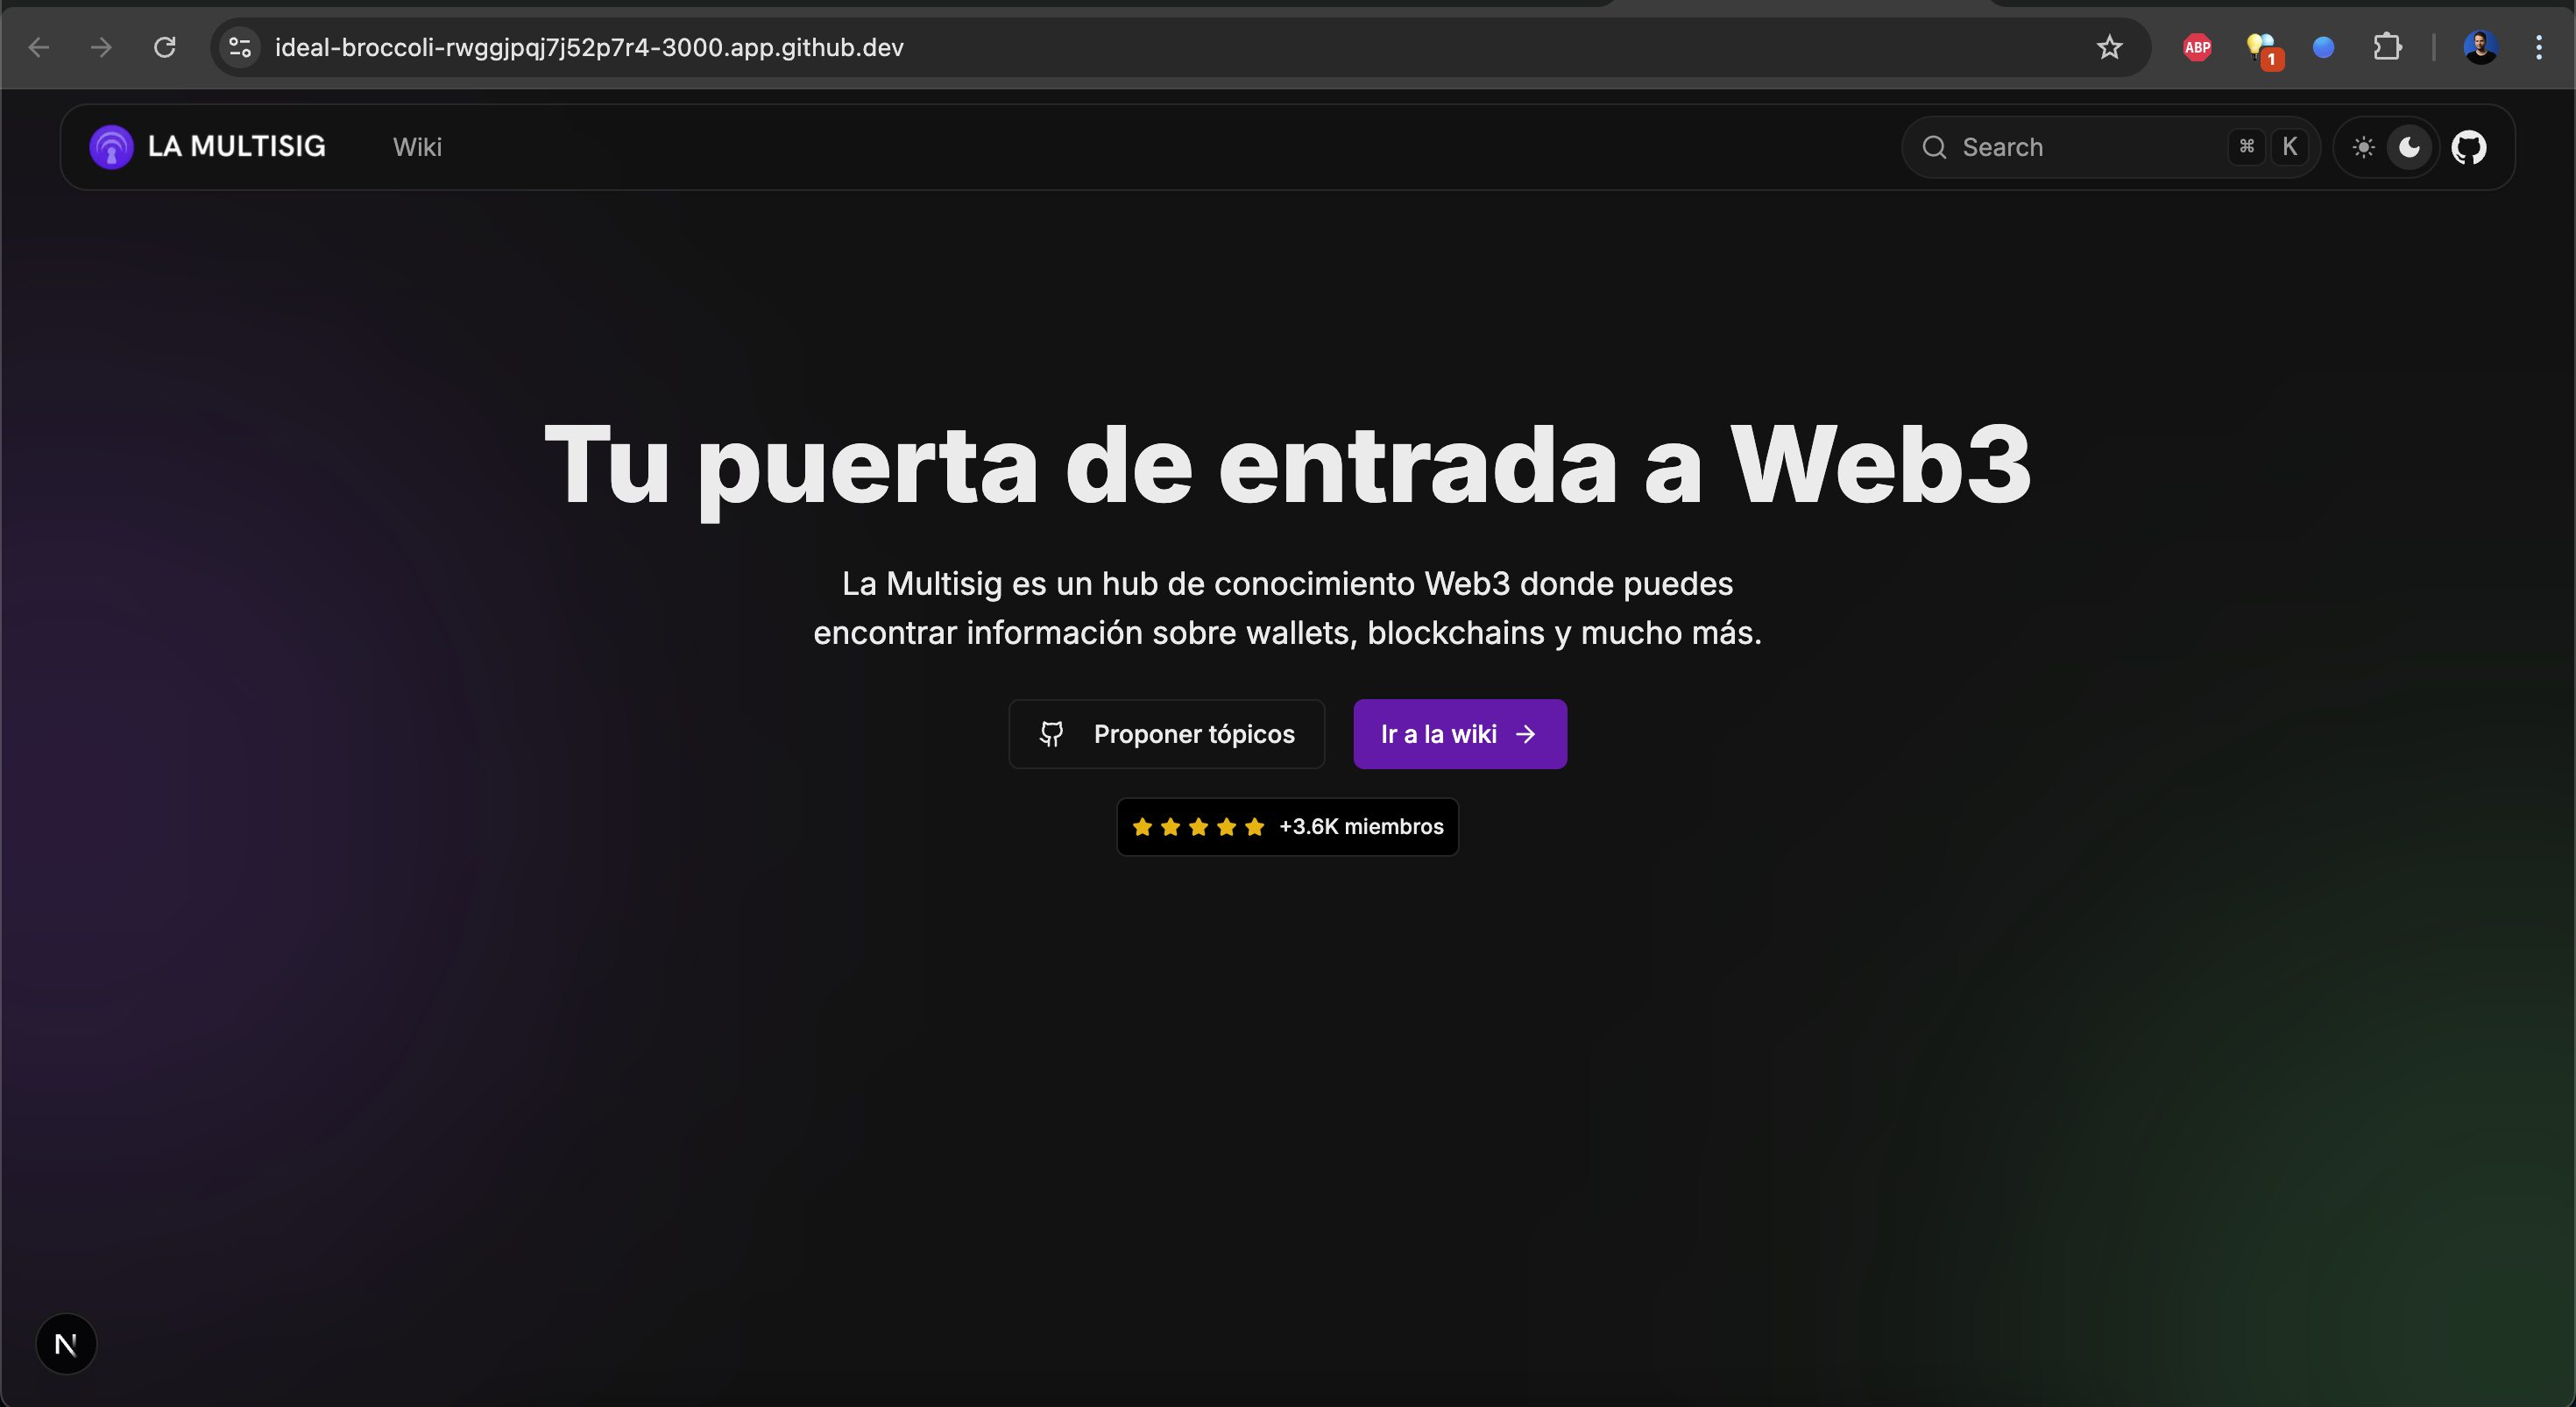 ideal-broccoli-rwggjpqj7j52p7r4-3000.app.github.dev
ABP
1
LA MULTISIG
Wiki
Search
⌘ K
Tu puerta de entrada a Web3
La Multisig es un hub de conocimiento Web3 donde puedes
encontrar información sobre wallets, blockchains y mucho más.
Proponer tópicos
Ir a la wiki →
+3.6K miembros
N